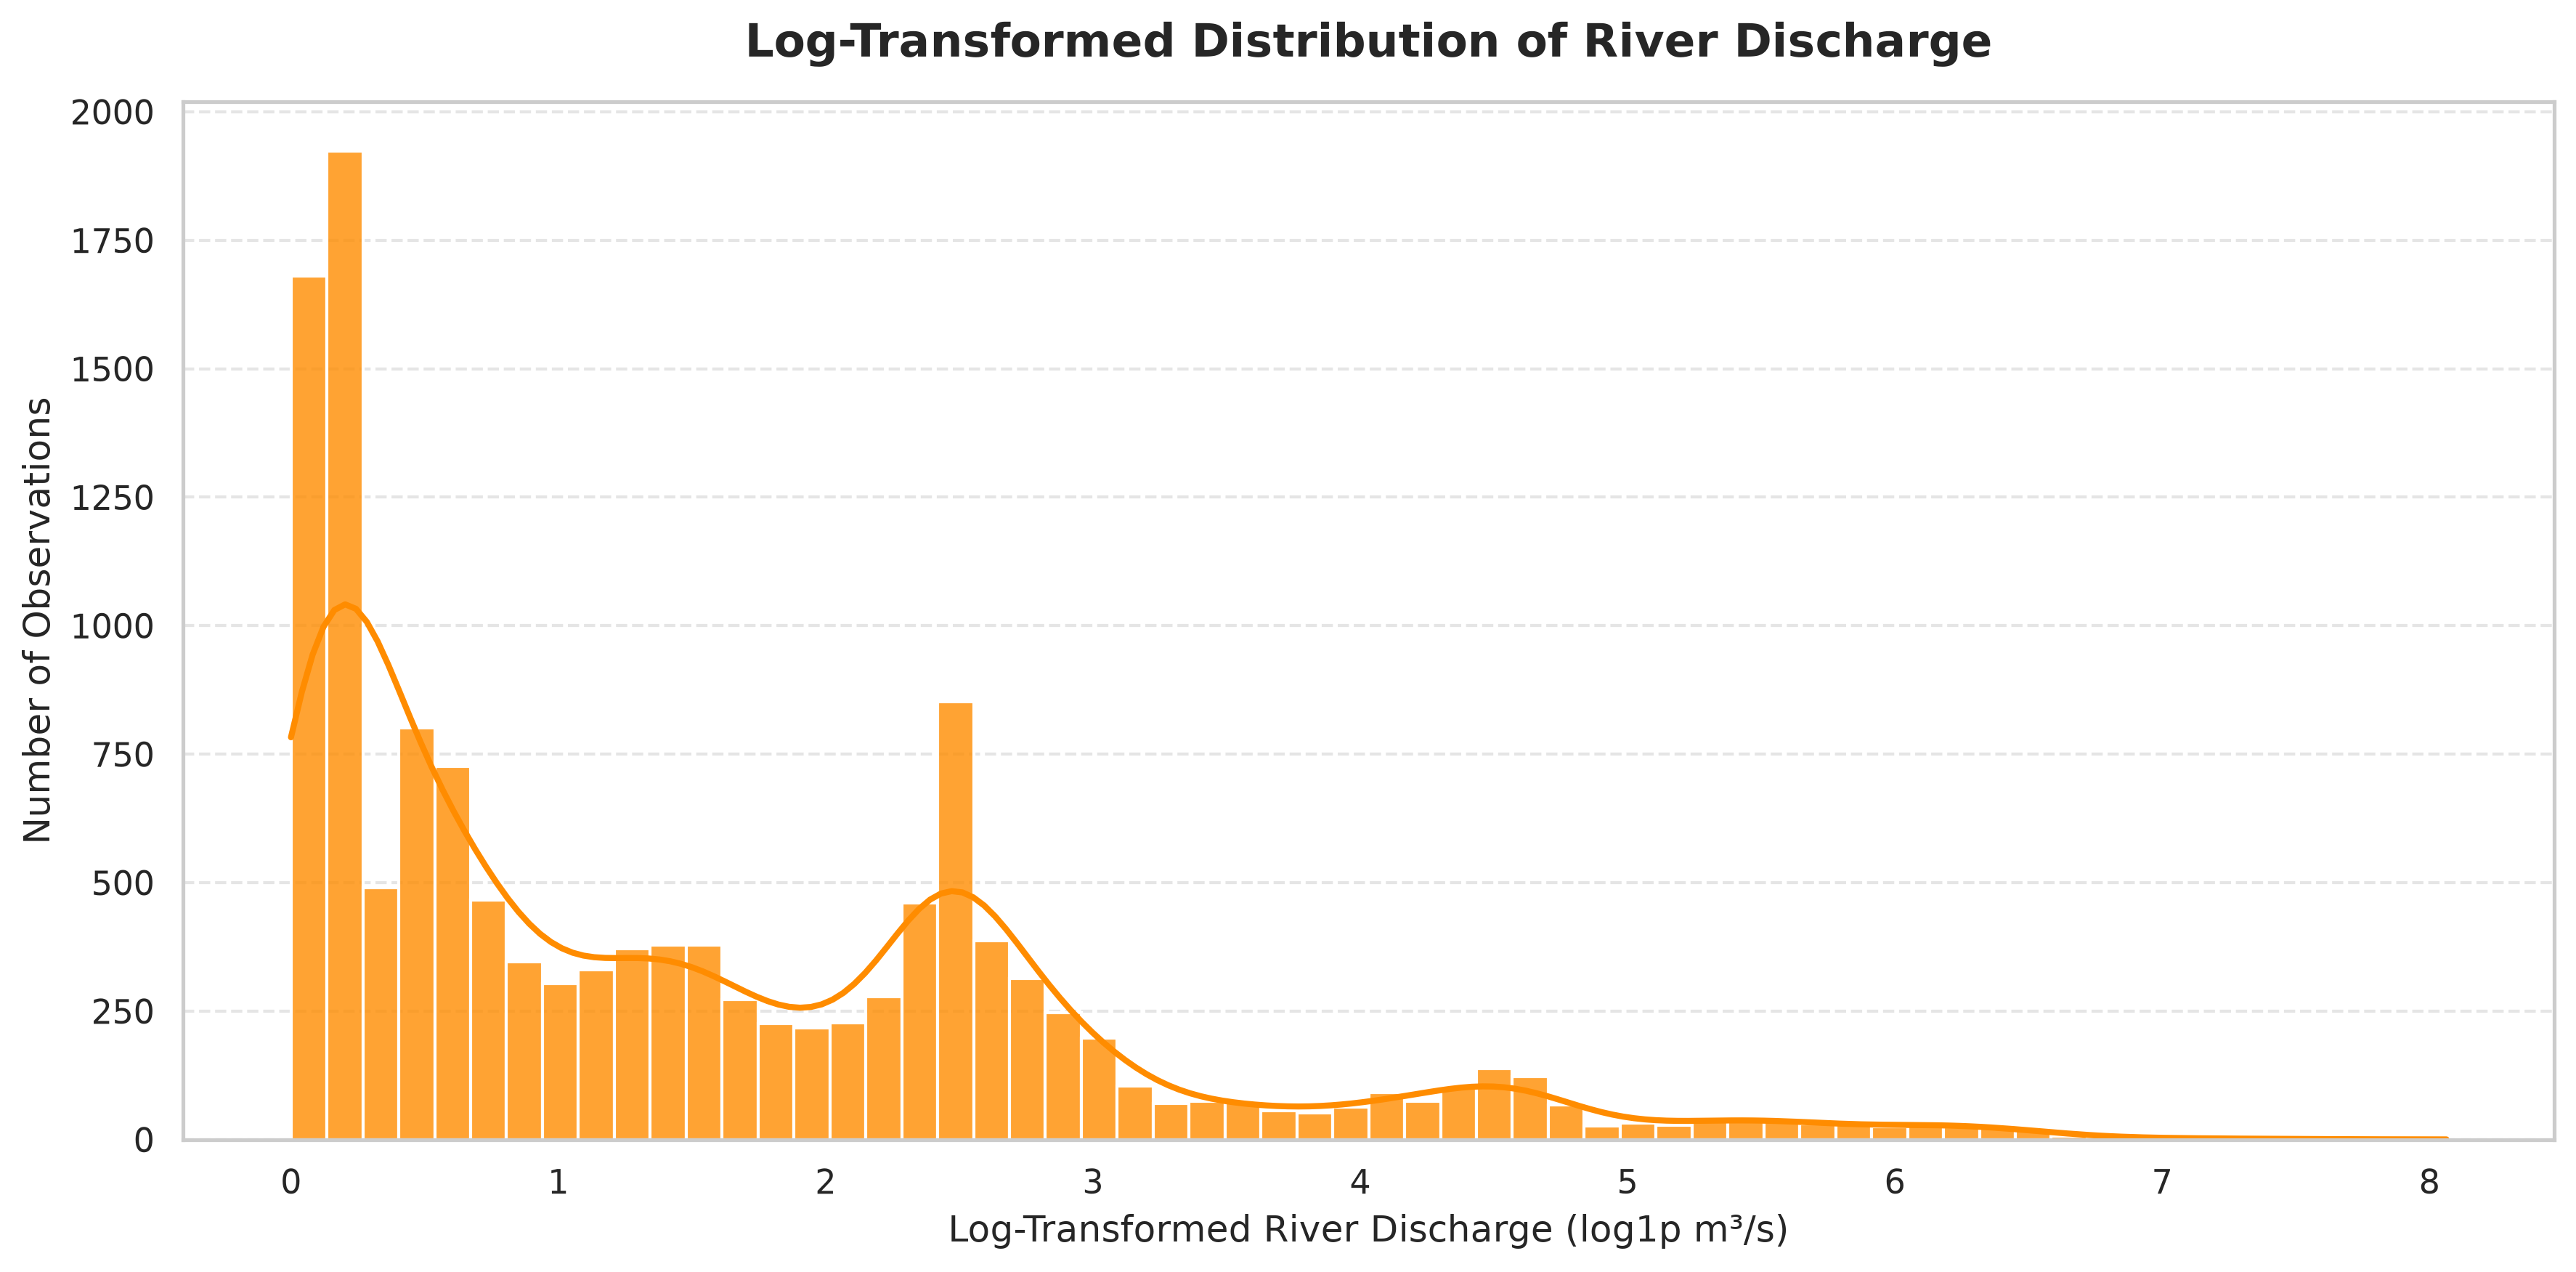 Log-Transformed Distribution of River Discharge
2000
1750
1500
1250
1000
750
500
250
0
Number of Observations
0 1 2 3 4 5 6 7 8
Log-Transformed River Discharge (log1p m³/s)